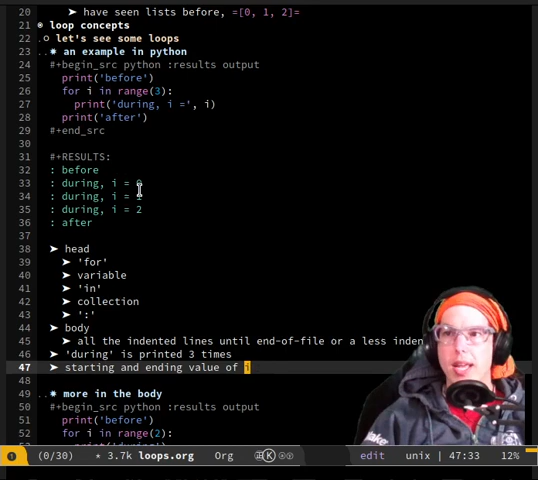 20 ➤ have seen lists before, =[0, 1, 2]=
21 loop concepts
22 ..○ let's see some loops
23 ..✱ an example in python
24 #+begin_src python :results output
25 print('before')
26 for i in range(3):
27 print('during, i =', i)
28 print('after')
29 #+end_src
30
31 #+RESULTS:
32 : before
33 : during, i = 0
34 : during, i = 1
35 : during, i = 2
36 : after
37
38 ➤ head
39 ➤ 'for'
40 ➤ variable
41 ➤ 'in'
42 ➤ collection
43 ➤ ':'
44 ➤ body
45 ➤ all the indented lines until end-of-file or a less inden
46 ➤ 'during' is printed 3 times
47 ➤ starting and ending value of i
48
49 ..✱ more in the body
50 #+begin_src python :results output
51 print('before')
52 for i in range(2):
(0/30) * 3.7k loops.org Org edit unix | 47:33 12%